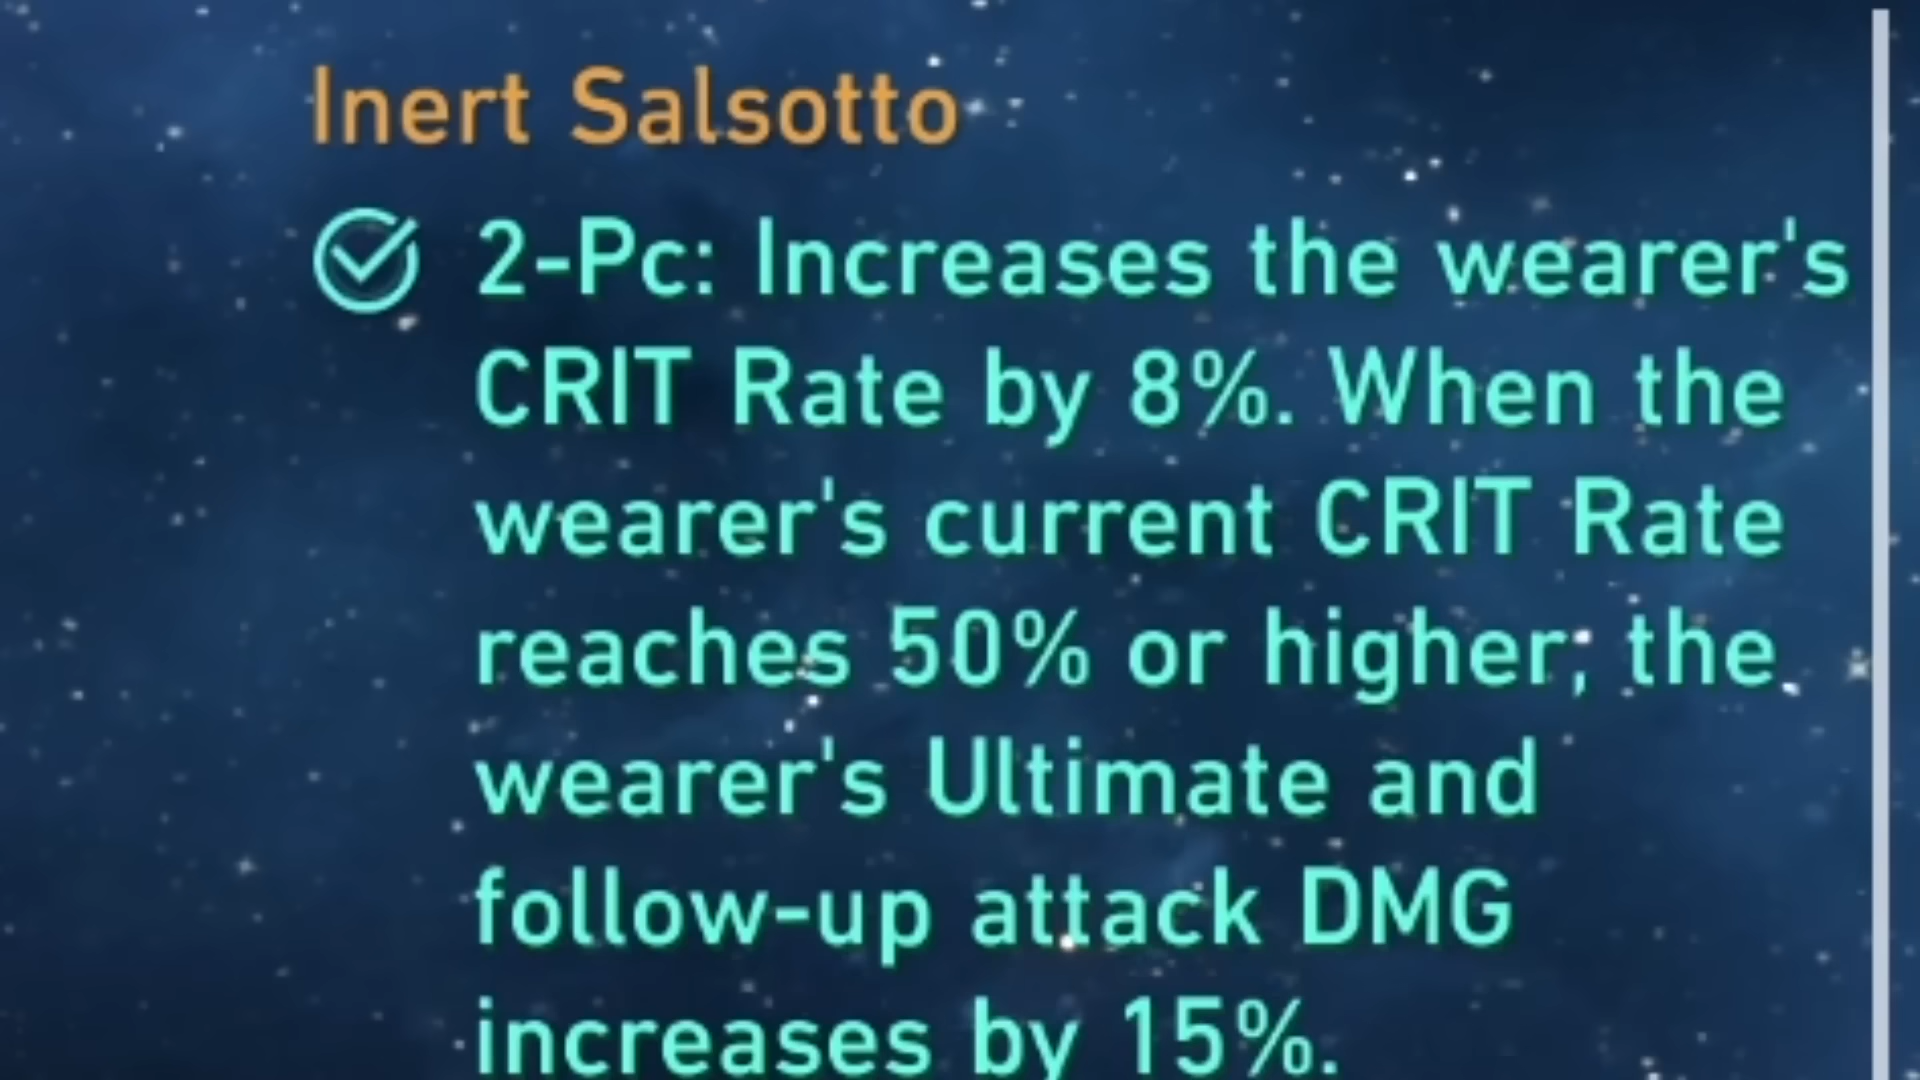 Inert Salsotto
2-Pc: Increases the wearer's
CRIT Rate by 8%. When the
wearer's current CRIT Rate
reaches 50% or higher, the
wearer's Ultimate and
follow-up attack DMG
increases by 15%.